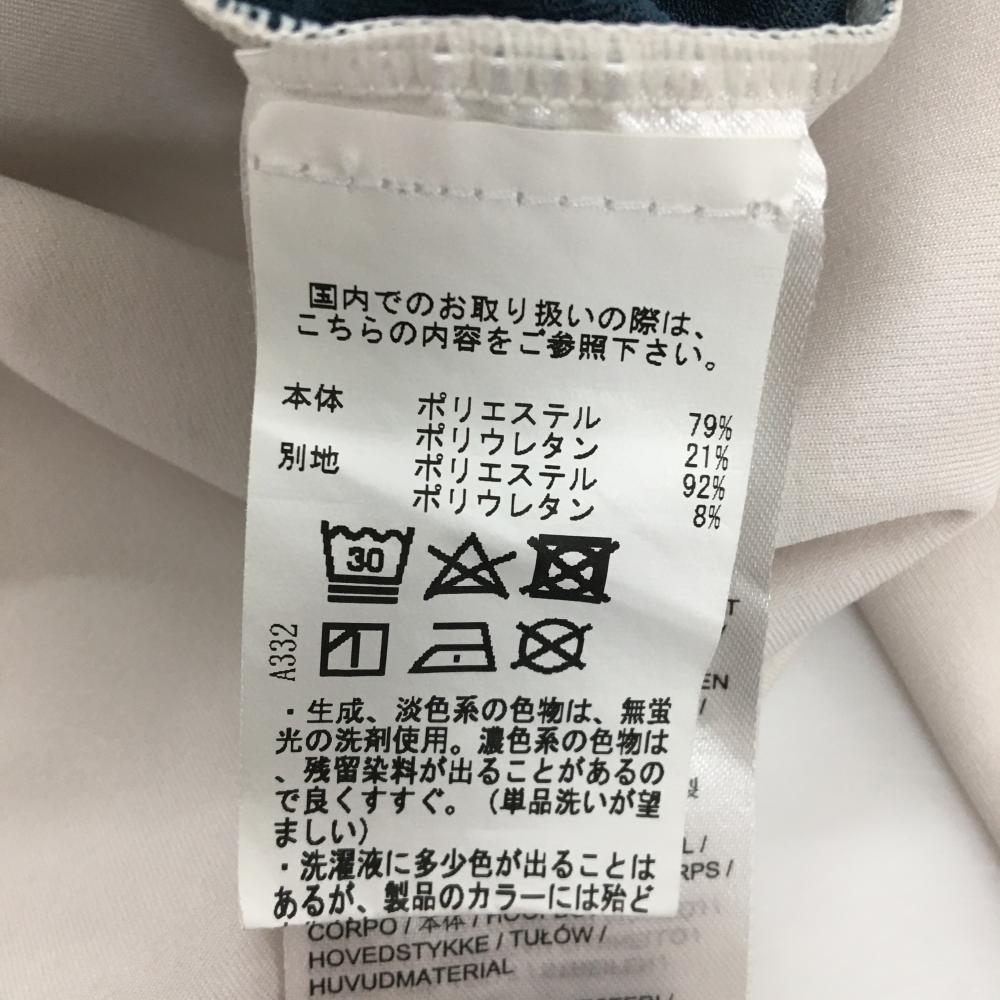 国内でのお取り扱いの際は、
こちらの内容をご参照下さい。
本体 ポリエステル 79%
ポリウレタン 21%
別地 ポリエステル 92%
ポリウレタン 8%
30
A332
・生成、淡色系の色物は、無蛍
光の洗剤使用。濃色系の色物は
、残留染料が出ることがあるの
で良くすすぐ。（単品洗いが望
ましい）
・洗濯液に多少色が出ることは
あるが、製品のカラーには殆ど
T
EN
/
製
L /
RPS /
CORPO / 本体 /
HOVEDSTYKKE / TUŁÓW /
HUVUDMATERIAL